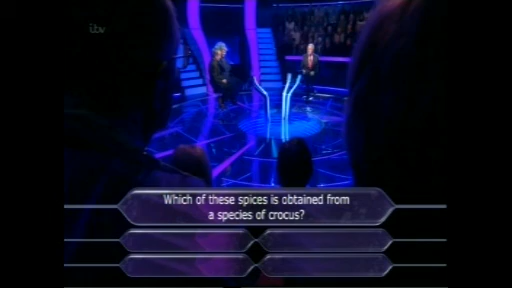 itv
Which of these spices is obtained from
a species of crocus?